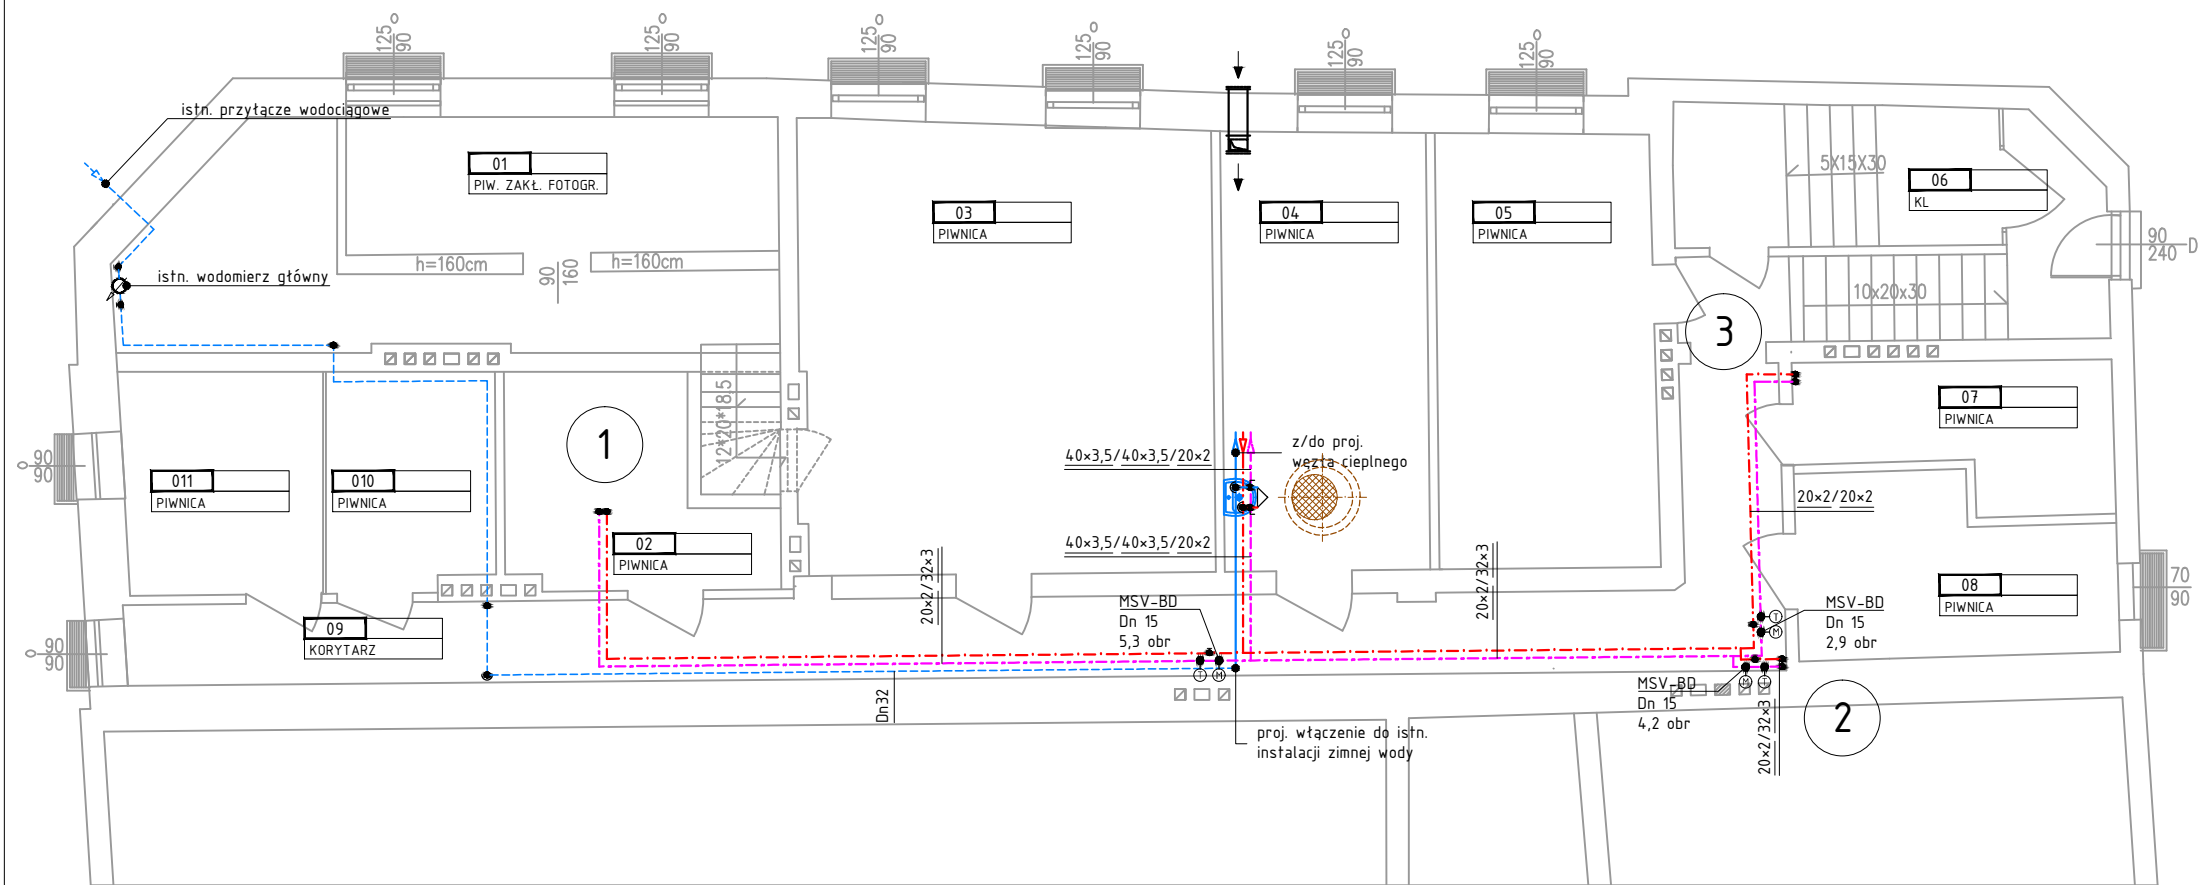 125
90
O
125
90
O
125
90
O
125
90
O
125
90
O
125
90
O
istn. przyłącze wodociągowe
01
PIW. ZAKŁ. FOTOGR.
h=160cm
90
160
h=160cm
istn. wodomierz główny
03
PIWNICA
04
PIWNICA
05
PIWNICA
5X15X30
06
KL
90
240
D
10x20x30
3
12*20*18,5
1
07
PIWNICA
O
90
90
011
PIWNICA
010
PIWNICA
02
PIWNICA
40×3,5/40×3,5/20×2
z/do proj.
węzła cieplnego
20×2/20×2
40×3,5/40×3,5/20×2
20×2/32×3
20×2/32×3
08
PIWNICA
70
90
O
90
90
09
KORYTARZ
MSV-BD
Dn 15
5,3 obr
T
M
MSV-BD
Dn 15
2,9 obr
T
M
MSV-BD
Dn 15
4,2 obr
M
T
Dn32
20×2/32×3
2
proj. włączenie do istn.
instalacji zimnej wody